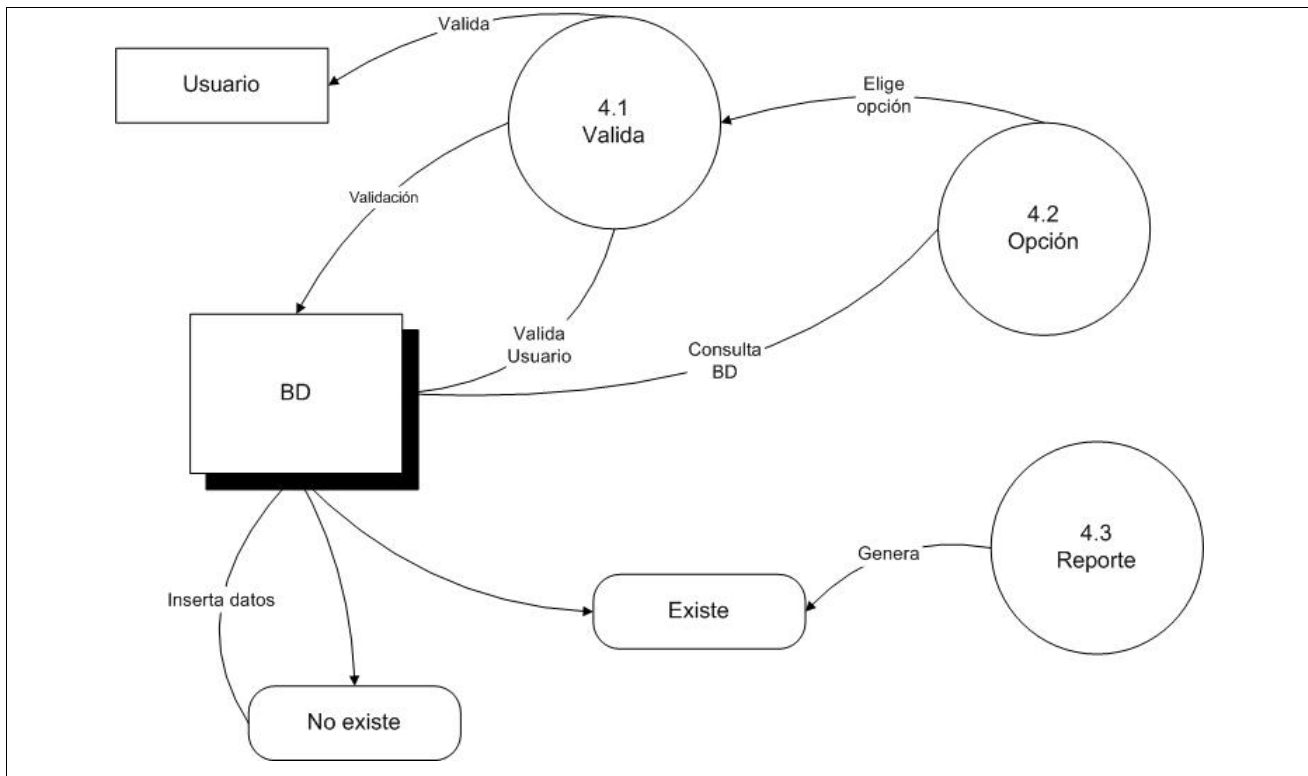 Valida
Usuario
4.1
Valida
Elige
opción
4.2
Opción
Validación
Valida
Usuario
Consulta
BD
BD
4.3
Reporte
Genera
Existe
Inserta datos
No existe